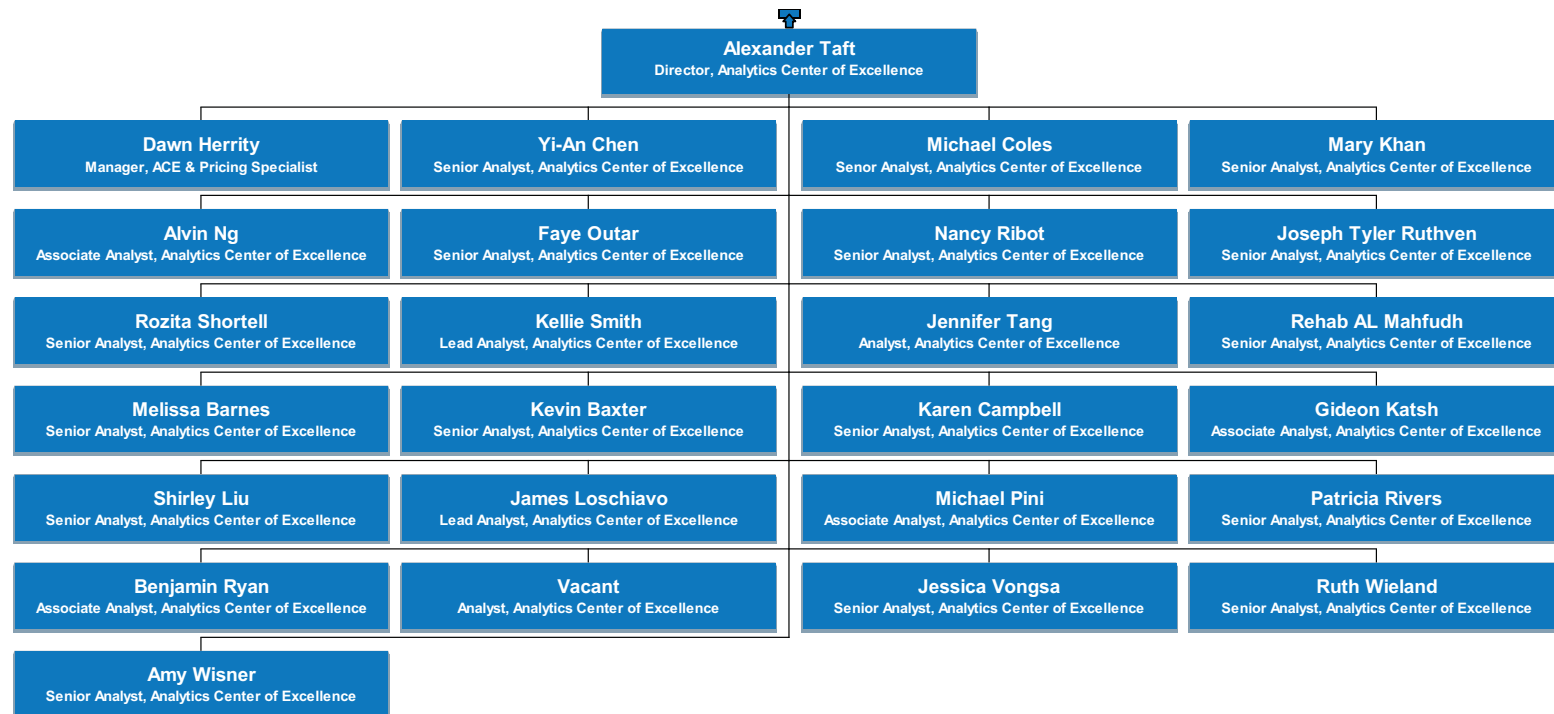 Alexander Taft
Director, Analytics Center of Excellence
Dawn Herrity
Manager, ACE & Pricing Specialist
Yi-An Chen
Senior Analyst, Analytics Center of Excellence
Michael Coles
Senor Analyst, Analytics Center of Excellence
Mary Khan
Senior Analyst, Analytics Center of Excellence
Alvin Ng
Associate Analyst, Analytics Center of Excellence
Faye Outar
Senior Analyst, Analytics Center of Excellence
Nancy Ribot
Senior Analyst, Analytics Center of Excellence
Joseph Tyler Ruthven
Senior Analyst, Analytics Center of Excellence
Rozita Shortell
Senior Analyst, Analytics Center of Excellence
Kellie Smith
Lead Analyst, Analytics Center of Excellence
Jennifer Tang
Analyst, Analytics Center of Excellence
Rehab AL Mahfudh
Senior Analyst, Analytics Center of Excellence
Melissa Barnes
Senior Analyst, Analytics Center of Excellence
Kevin Baxter
Senior Analyst, Analytics Center of Excellence
Karen Campbell
Senior Analyst, Analytics Center of Excellence
Gideon Katsh
Associate Analyst, Analytics Center of Excellence
Shirley Liu
Senior Analyst, Analytics Center of Excellence
James Loschiavo
Lead Analyst, Analytics Center of Excellence
Michael Pini
Associate Analyst, Analytics Center of Excellence
Patricia Rivers
Senior Analyst, Analytics Center of Excellence
Benjamin Ryan
Associate Analyst, Analytics Center of Excellence
Vacant
Analyst, Analytics Center of Excellence
Jessica Vongsa
Senior Analyst, Analytics Center of Excellence
Ruth Wieland
Senior Analyst, Analytics Center of Excellence
Amy Wisner
Senior Analyst, Analytics Center of Excellence